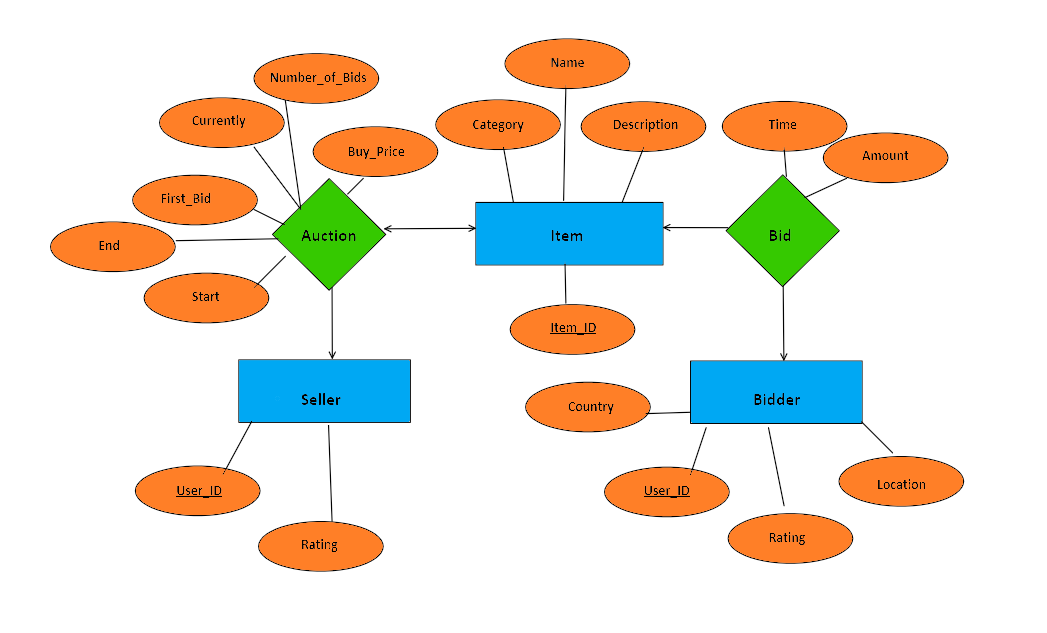 Name
Number_of_Bids
Currently
Category
Description
Time
Buy_Price
Amount
First_Bid
Auction
Item
Bid
End
Start
Item_ID
Seller
Bidder
Country
User_ID
User_ID
Location
Rating
Rating